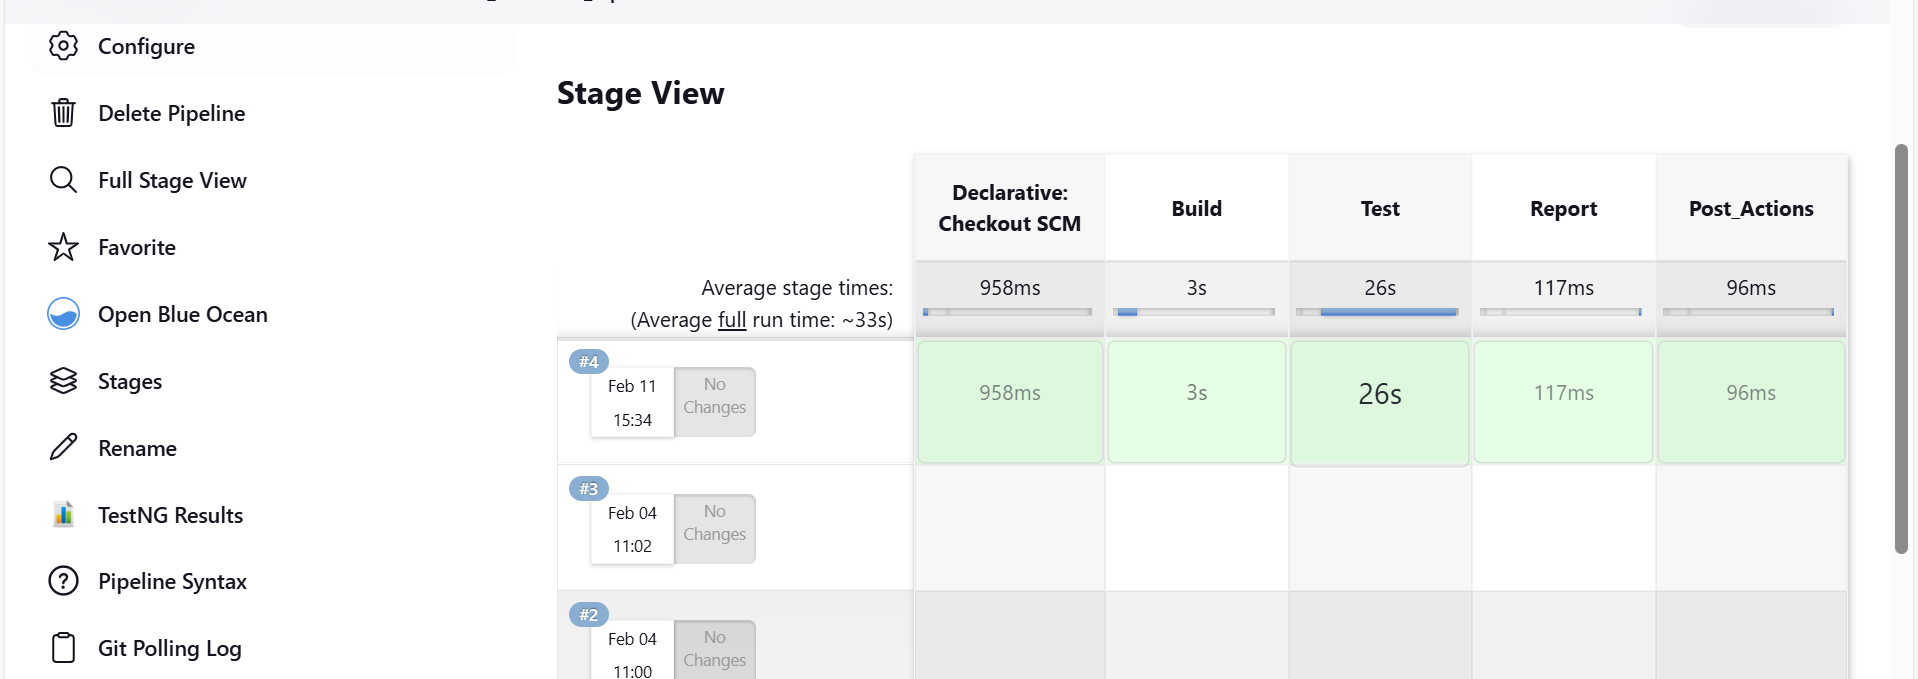 Configure
Delete Pipeline
Full Stage View
Favorite
Open Blue Ocean
Stages
Rename
TestNG Results
Pipeline Syntax
Git Polling Log
Stage View
Declarative:
Checkout SCM
Build
Test
Report
Post_Actions
Average stage times:
(Average full run time: ~33s)
958ms
3s
26s
117ms
96ms
#4
Feb 11
15:34
No
Changes
958ms
3s
26s
117ms
96ms
#3
Feb 04
11:02
No
Changes
#2
Feb 04
11:00
No
Changes